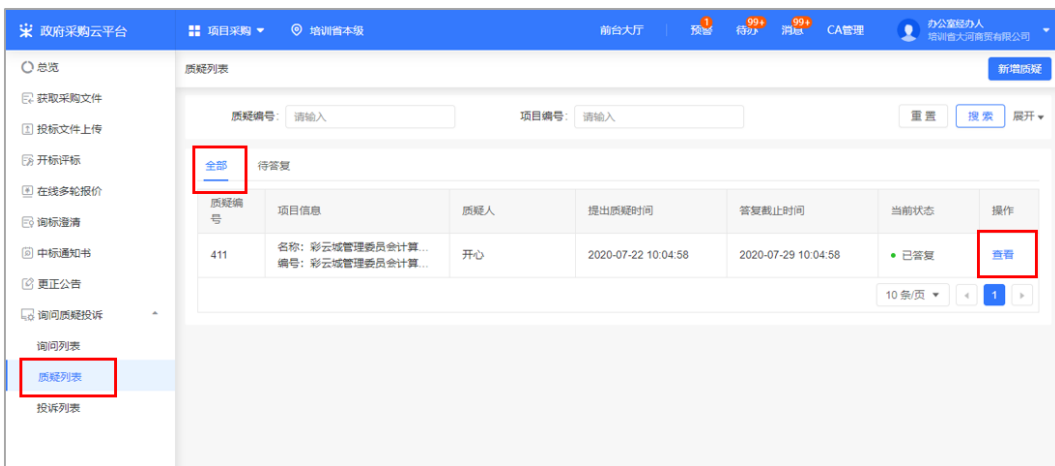 政府采购云平台 项目采购 培训省本级 前台大厅 预警 1 待办 99+ 消息 99+ CA管理 办公室经办人
培训省大河商贸有限公司
总览
获取采购文件
投标文件上传
开标评标
在线多轮报价
询标澄清
中标通知书
更正公告
询问质疑投诉
询问列表
质疑列表
投诉列表
质疑列表 新增质疑
质疑编号: 请输入 项目编号: 请输入 重置 搜索 展开
全部 待答复
质疑编号 项目信息 质疑人 提出质疑时间 答复截止时间 当前状态 操作
411 名称: 彩云域管理委员会计算... 开心 2020-07-22 10:04:58 2020-07-29 10:04:58 已答复 查看
编号: 彩云域管理委员会计算...
10 条/页 1